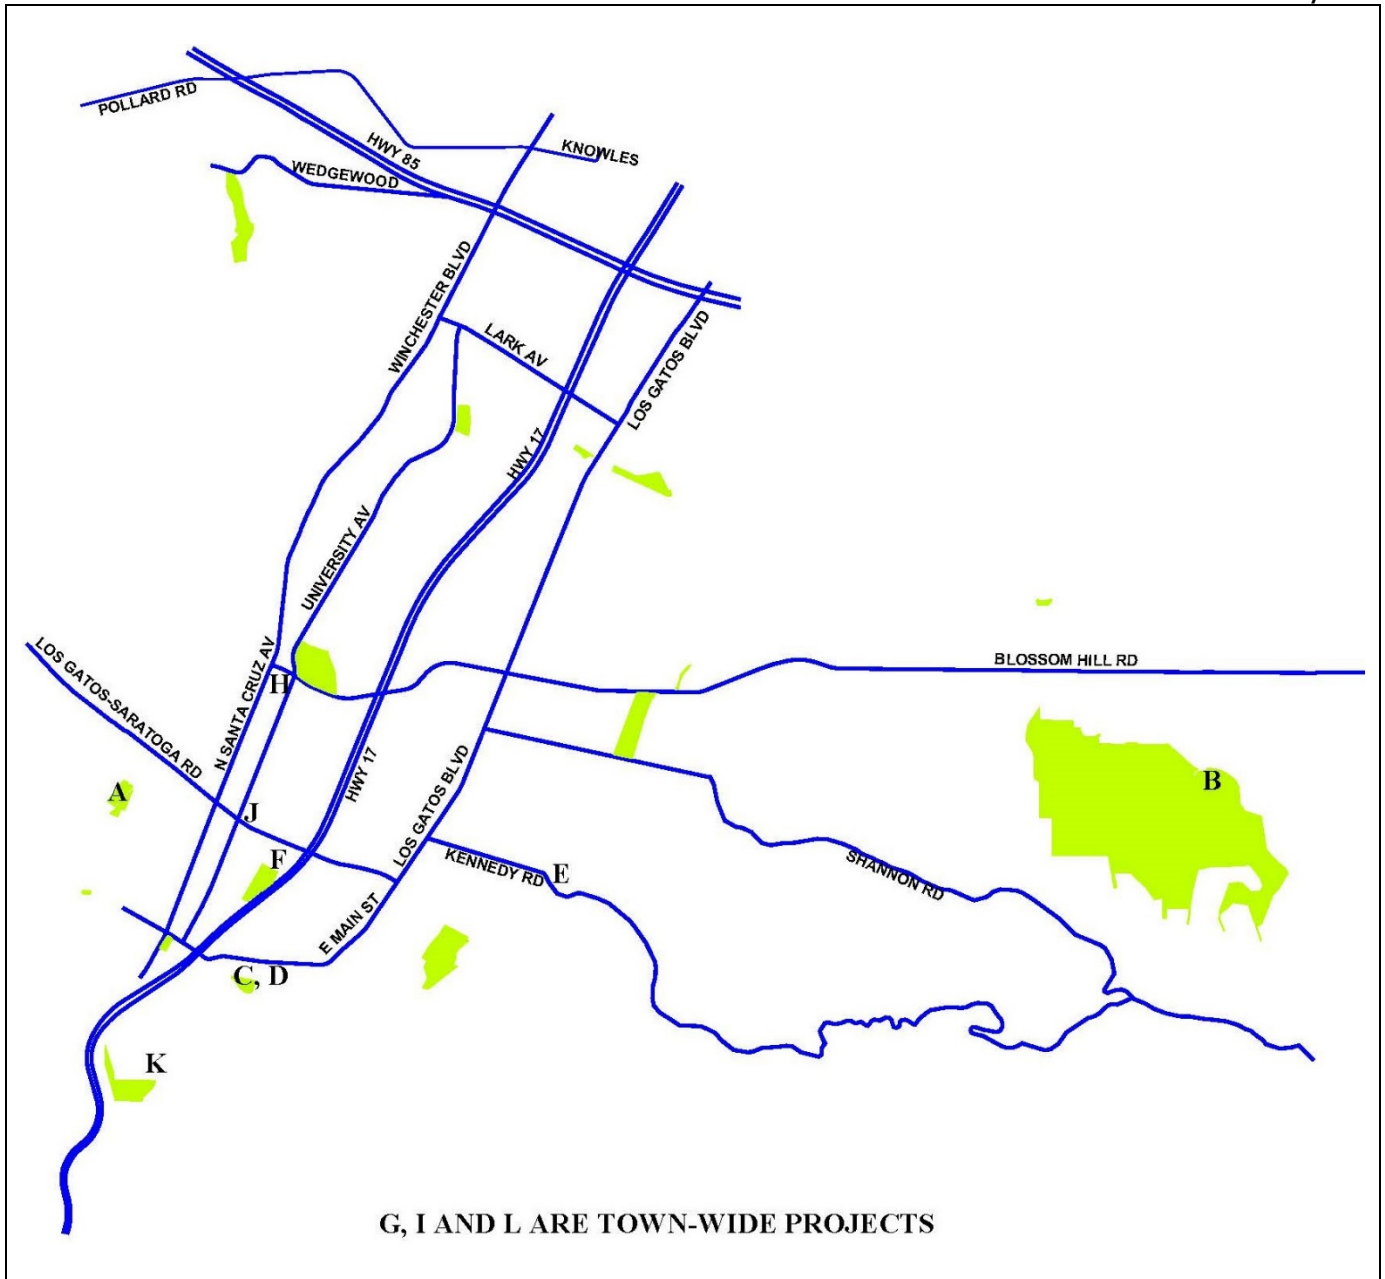 POLLARD RD
HWY 85
KNOWLES
WEDGEWOOD
WINCHESTER BLVD
LARK AV
LOS GATOS BLVD
HWY 17
UNIVERSITY AV
LOS GATOS-SARATOGA RD
N SANTA CRUZ AV
H
BLOSSOM HILL RD
HWY 17
LOS GATOS BLVD
A
B
J
F
KENNEDY RD
E
SHANNON RD
E MAIN ST
C, D
K
G, I AND L ARE TOWN-WIDE PROJECTS